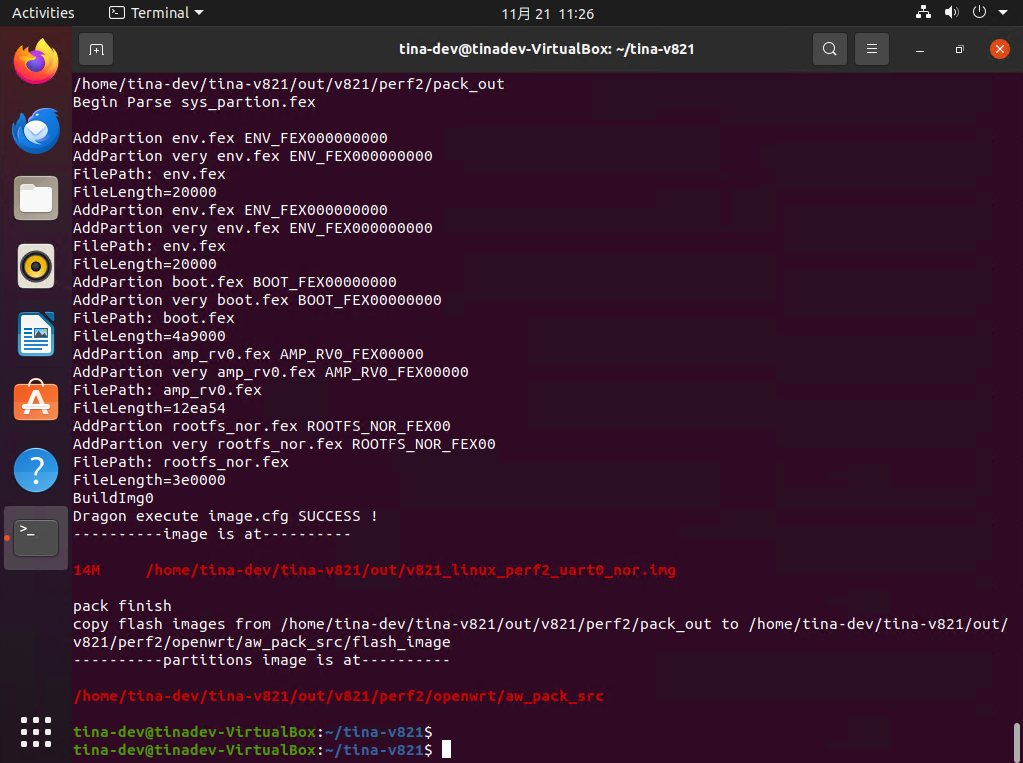 Activities Terminal 11月 21 11:26
tina-dev@tinadev-VirtualBox: ~/tina-v821
/home/tina-dev/tina-v821/out/v821/perf2/pack_out
Begin Parse sys_partion.fex
AddPartion env.fex ENV_FEX000000000
AddPartion very env.fex ENV_FEX000000000
FilePath: env.fex
FileLength=20000
AddPartion env.fex ENV_FEX000000000
AddPartion very env.fex ENV_FEX000000000
FilePath: env.fex
FileLength=20000
AddPartion boot.fex BOOT_FEX00000000
AddPartion very boot.fex BOOT_FEX00000000
FilePath: boot.fex
FileLength=4a9000
AddPartion amp_rv0.fex AMP_RV0_FEX00000
AddPartion very amp_rv0.fex AMP_RV0_FEX00000
FilePath: amp_rv0.fex
FileLength=12ea54
AddPartion rootfs_nor.fex ROOTFS_NOR_FEX00
AddPartion very rootfs_nor.fex ROOTFS_NOR_FEX00
FilePath: rootfs_nor.fex
FileLength=3e0000
BuildImg0
Dragon execute image.cfg SUCCESS !
----------image is at----------
14M /home/tina-dev/tina-v821/out/v821_linux_perf2_uart0_nor.img
pack finish
copy flash images from /home/tina-dev/tina-v821/out/v821/perf2/pack_out to /home/tina-dev/tina-v821/out/
v821/perf2/openwrt/aw_pack_src/flash_image
----------partitions image is at----------
/home/tina-dev/tina-v821/out/v821/perf2/openwrt/aw_pack_src
tina-dev@tinadev-VirtualBox:~/tina-v821$
tina-dev@tinadev-VirtualBox:~/tina-v821$